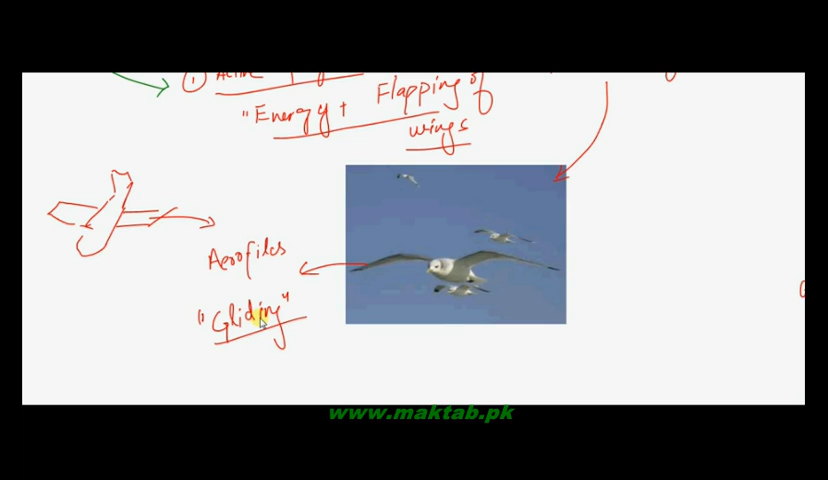 "Energy + Flapping of
wings
Aerofiles
"Gliding"
www.maktab.pk